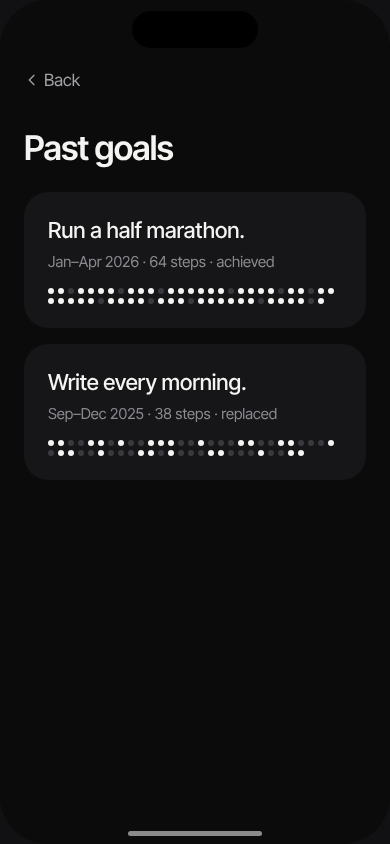 Back
Past goals
Run a half marathon.
Jan–Apr 2026 · 64 steps · achieved
Write every morning.
Sep–Dec 2025 · 38 steps · replaced